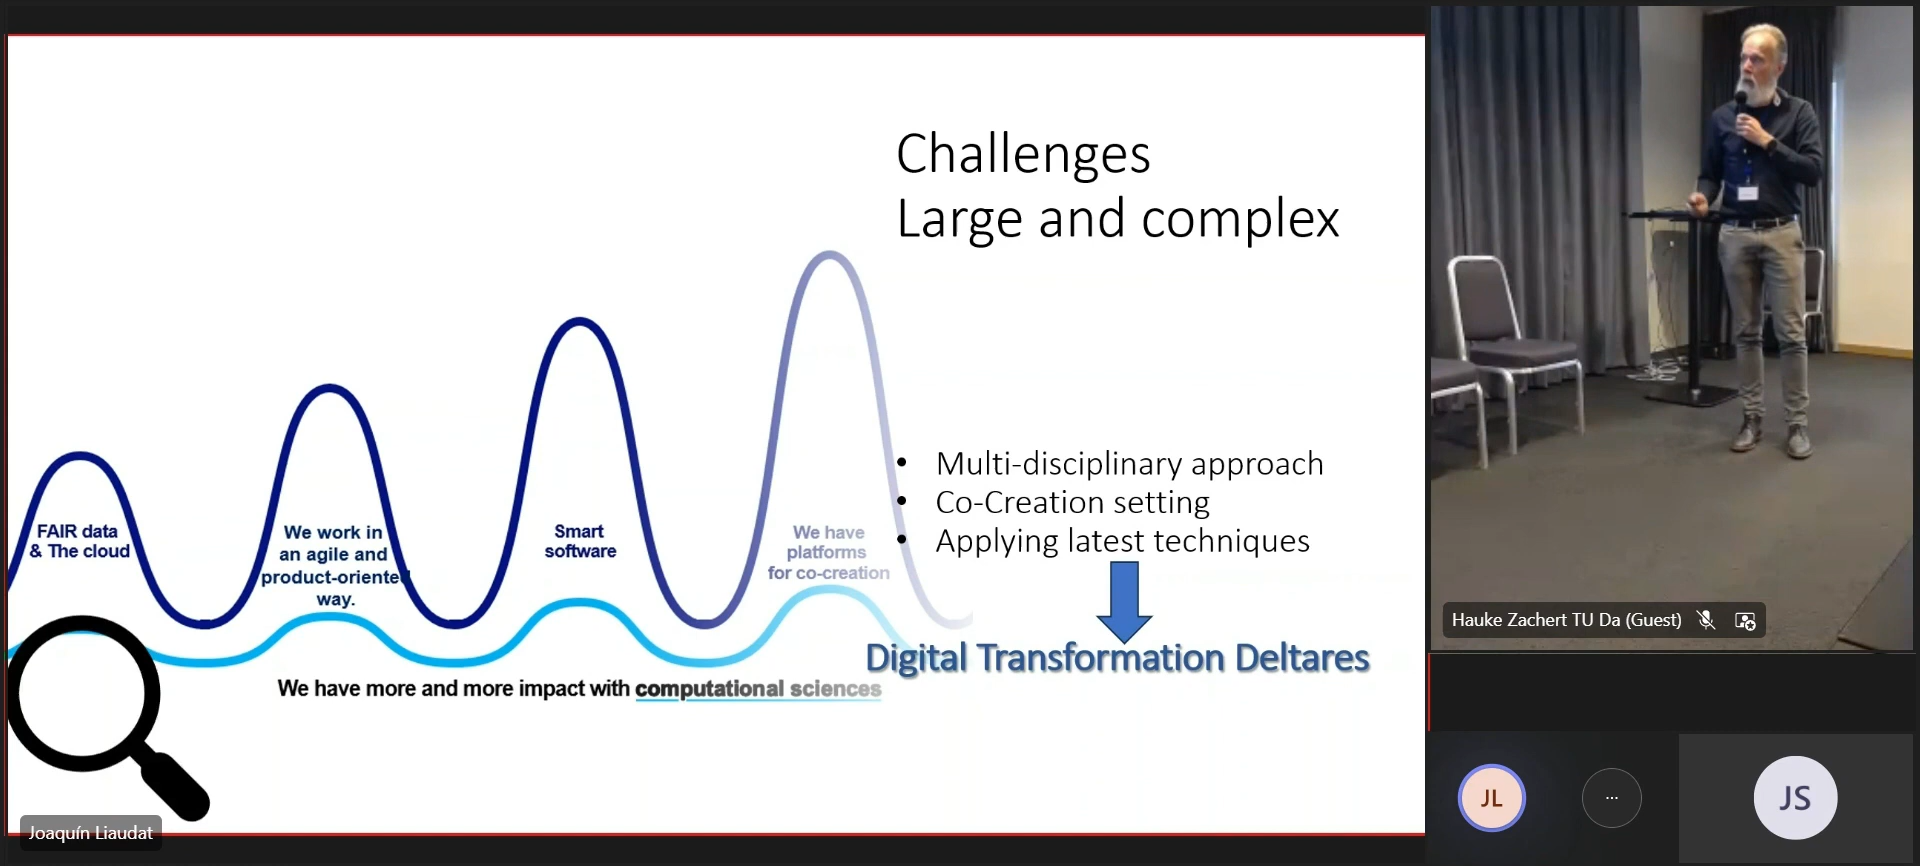 Challenges
Large and complex
FAIR data
& The cloud
We work in
an agile and
product-oriented
way.
Smart
software
We have
platforms
for co-creation
• Multi-disciplinary approach
• Co-Creation setting
• Applying latest techniques
Digital Transformation Deltares
We have more and more impact with computational sciences
Joaquín Liaudat
Hauke Zachert TU Da (Guest)
JL
...
JS